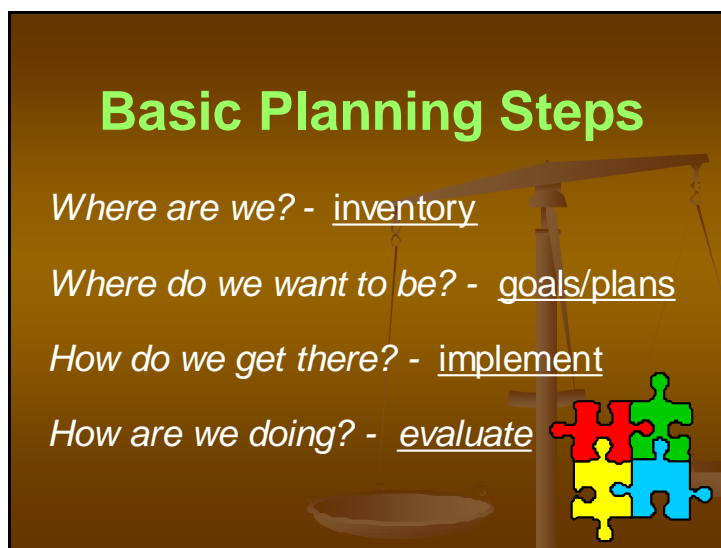 Basic Planning Steps
Where are we? - inventory
Where do we want to be? - goals/plans
How do we get there? - implement
How are we doing? - evaluate